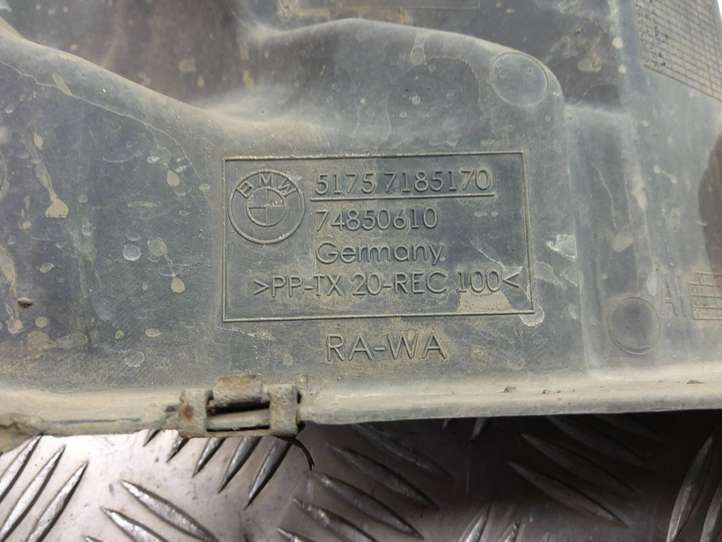 BMW
5175 7185170
74850610
Germany
>PP-TX 20-REC 100<
RA-WA